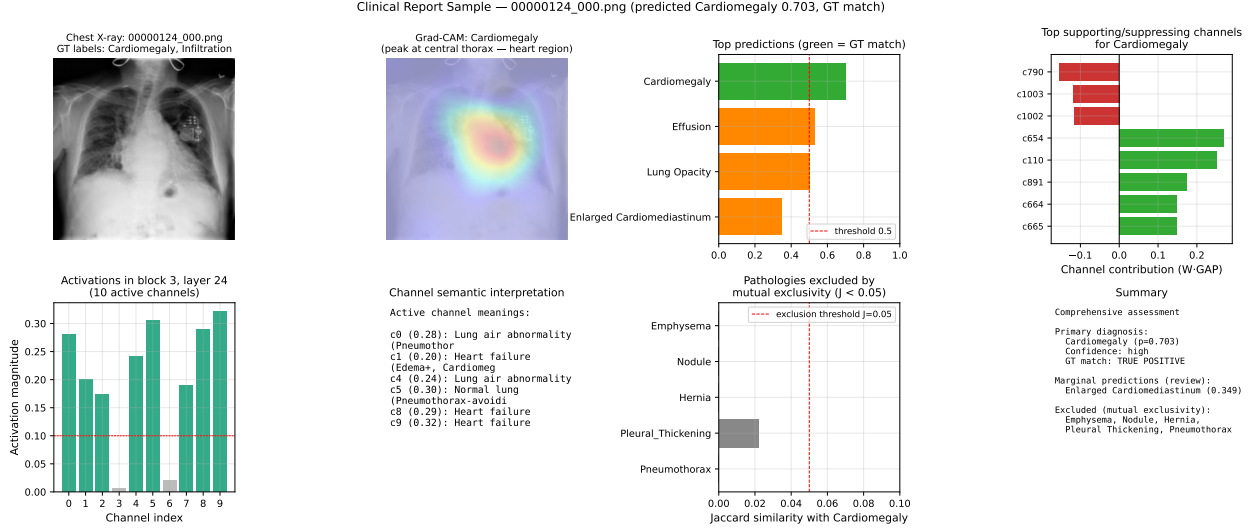 Clinical Report Sample — 00000124_000.png (predicted Cardiomegaly 0.703, GT match)
Chest X-ray: 00000124_000.png
GT labels: Cardiomegaly, Infiltration
Grad-CAM: Cardiomegaly
(peak at central thorax — heart region)
Top predictions (green = GT match)
Cardiomegaly
Effusion
Lung Opacity
Enlarged Cardiomediastinum
threshold 0.5
0.0 0.2 0.4 0.6 0.8 1.0
Top supporting/suppressing channels
for Cardiomegaly
c790
c1003
c1002
c654
c110
c891
c664
c665
−0.1 0.0 0.1 0.2
Channel contribution (W·GAP)
Activations in block 3, layer 24
(10 active channels)
Activation magnitude
0.30
0.25
0.20
0.15
0.10
0.05
0.00
0 1 2 3 4 5 6 7 8 9
Channel index
Channel semantic interpretation
Active channel meanings:
c0 (0.28): Lung air abnormality
(Pneumothor
c1 (0.20): Heart failure
(Edema+, Cardiomeg
c4 (0.24): Lung air abnormality
c5 (0.30): Normal lung
(Pneumothorax-avoidi
c8 (0.29): Heart failure
c9 (0.32): Heart failure
Pathologies excluded by
mutual exclusivity (J < 0.05)
exclusion threshold J=0.05
Emphysema
Nodule
Hernia
Pleural_Thickening
Pneumothorax
0.00 0.02 0.04 0.06 0.08 0.10
Jaccard similarity with Cardiomegaly
Summary
Comprehensive assessment
Primary diagnosis:
Cardiomegaly (p=0.703)
Confidence: high
GT match: TRUE POSITIVE
Marginal predictions (review):
Enlarged Cardiomediastinum (0.349)
Excluded (mutual exclusivity):
Emphysema, Nodule, Hernia,
Pleural Thickening, Pneumothorax